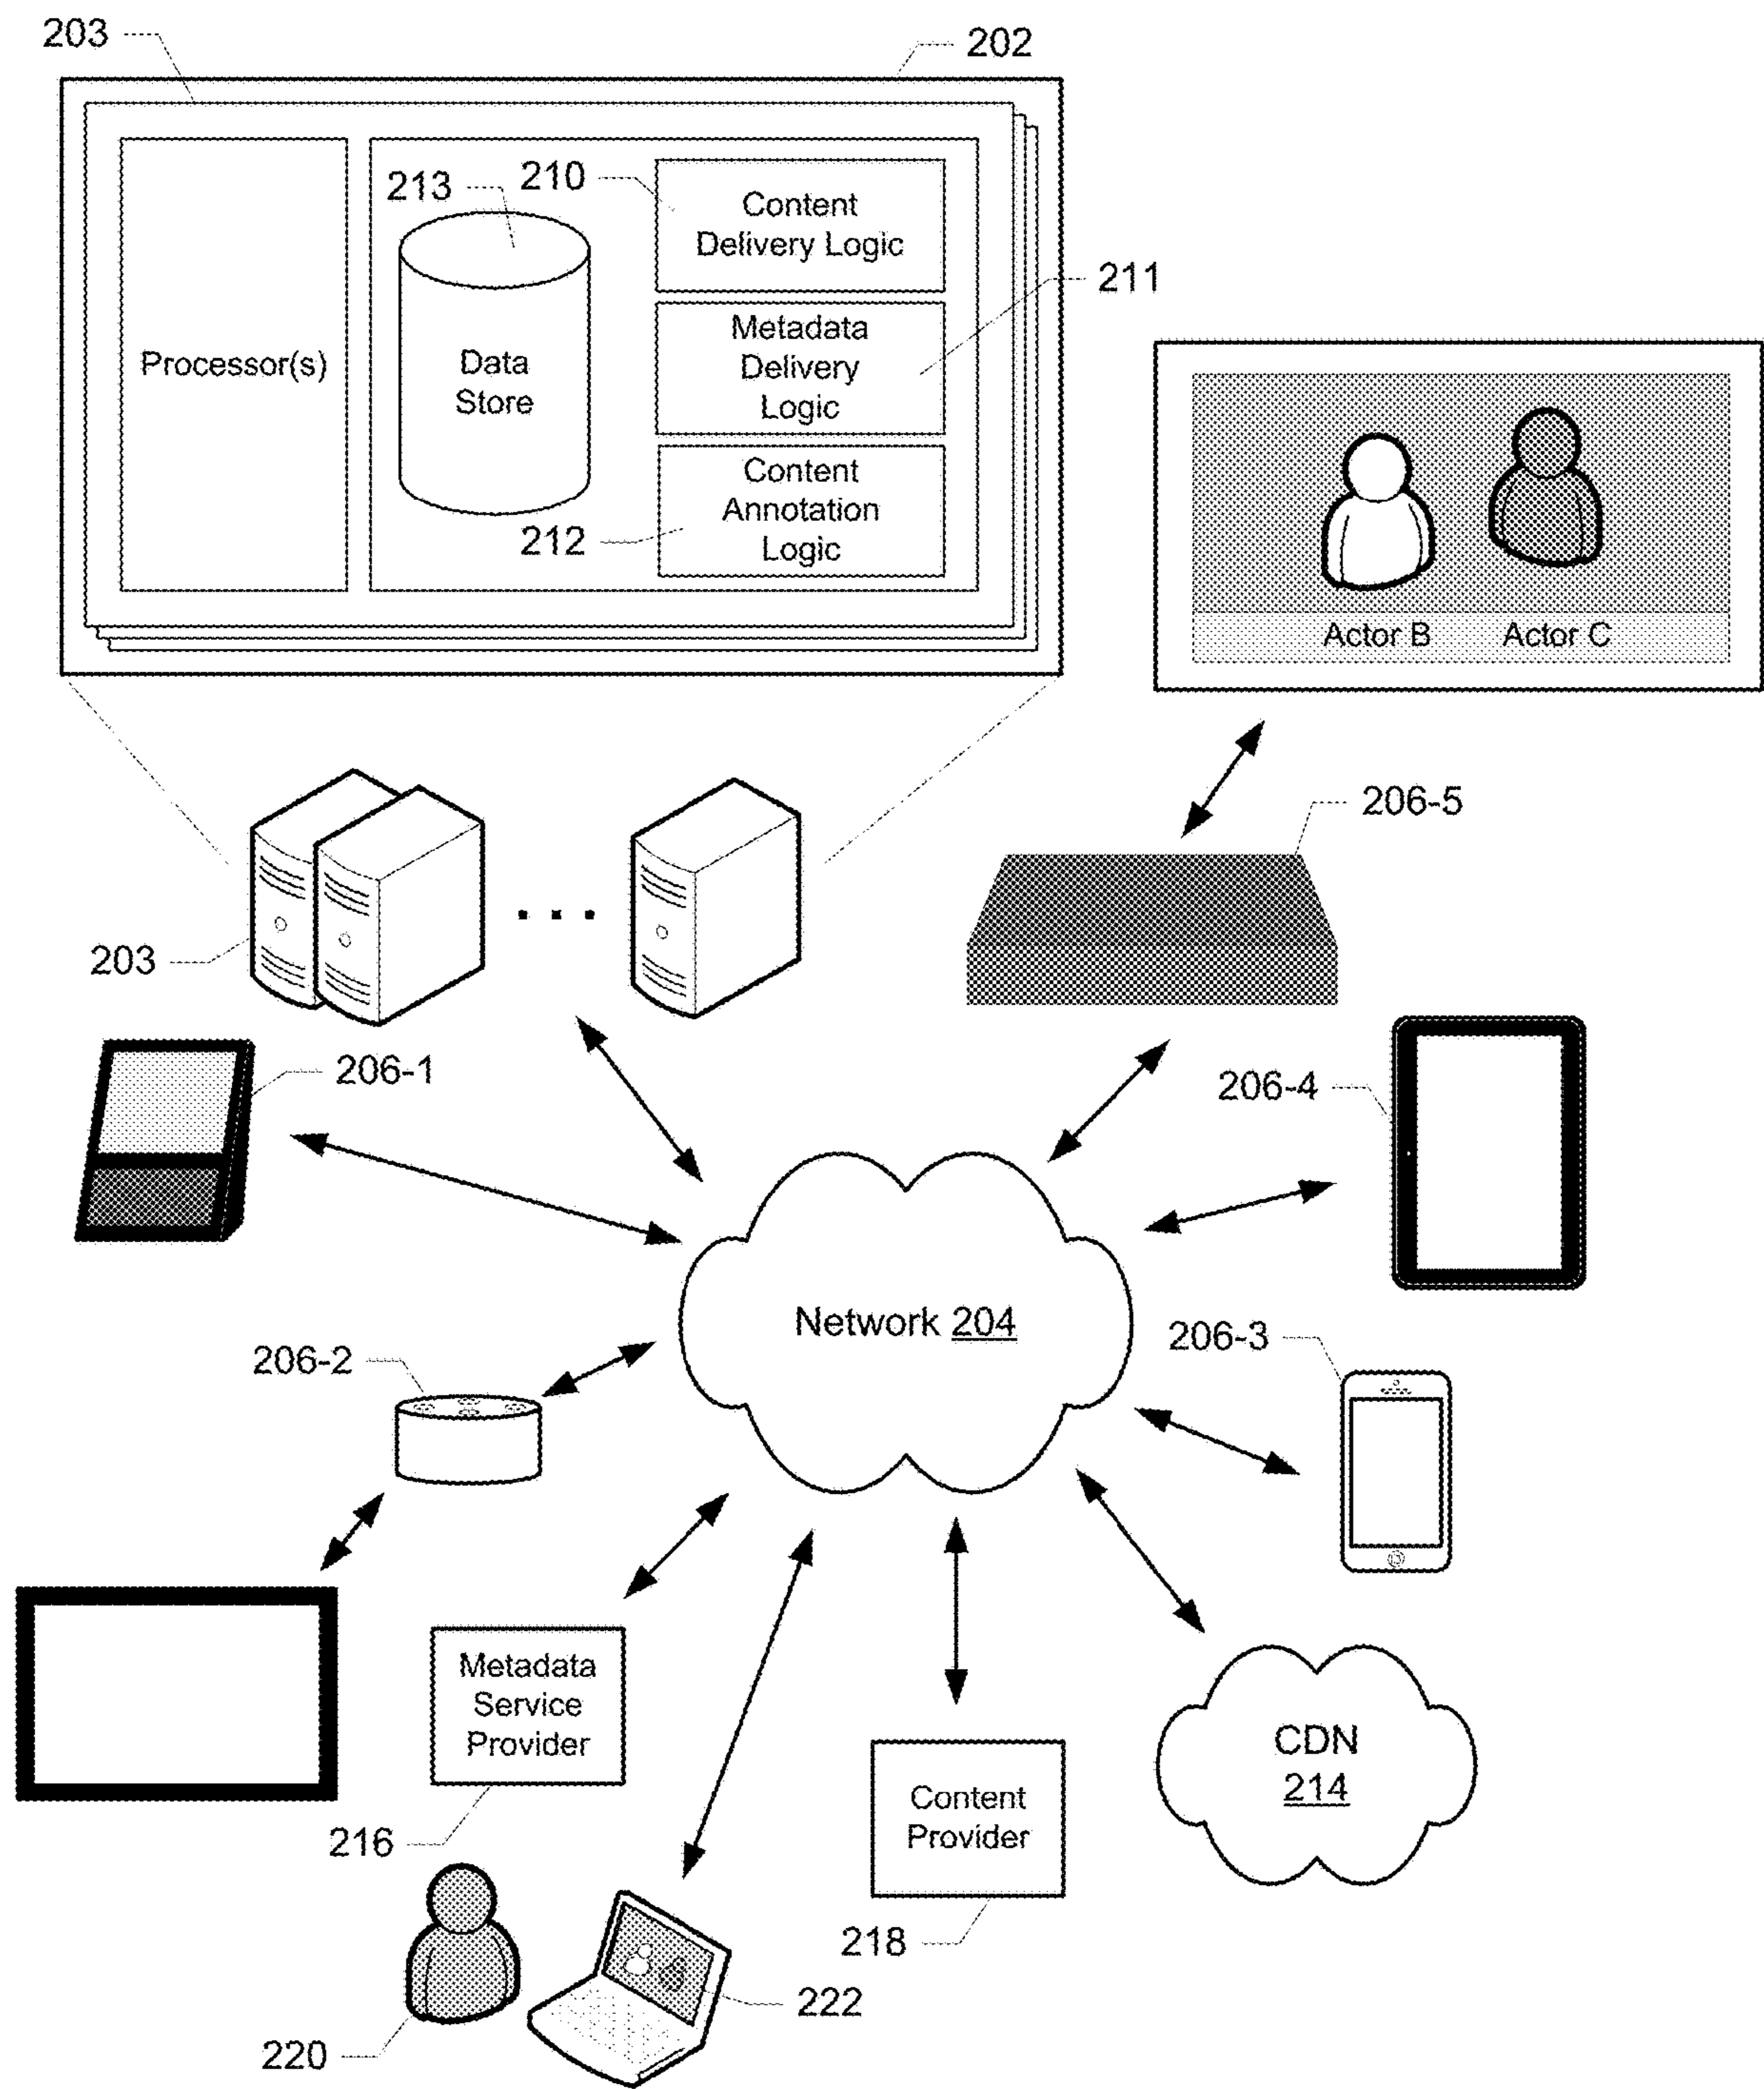 203
202
213
210
Content
Delivery Logic
211
Processor(s)
Data
Store
Metadata
Delivery
Logic
Content
Annotation
Logic
212
Actor B
Actor C
206-5
203
206-1
206-4
Network 204
206-2
206-3
Metadata
Service
Provider
216
CDN
214
Content
Provider
218
222
220